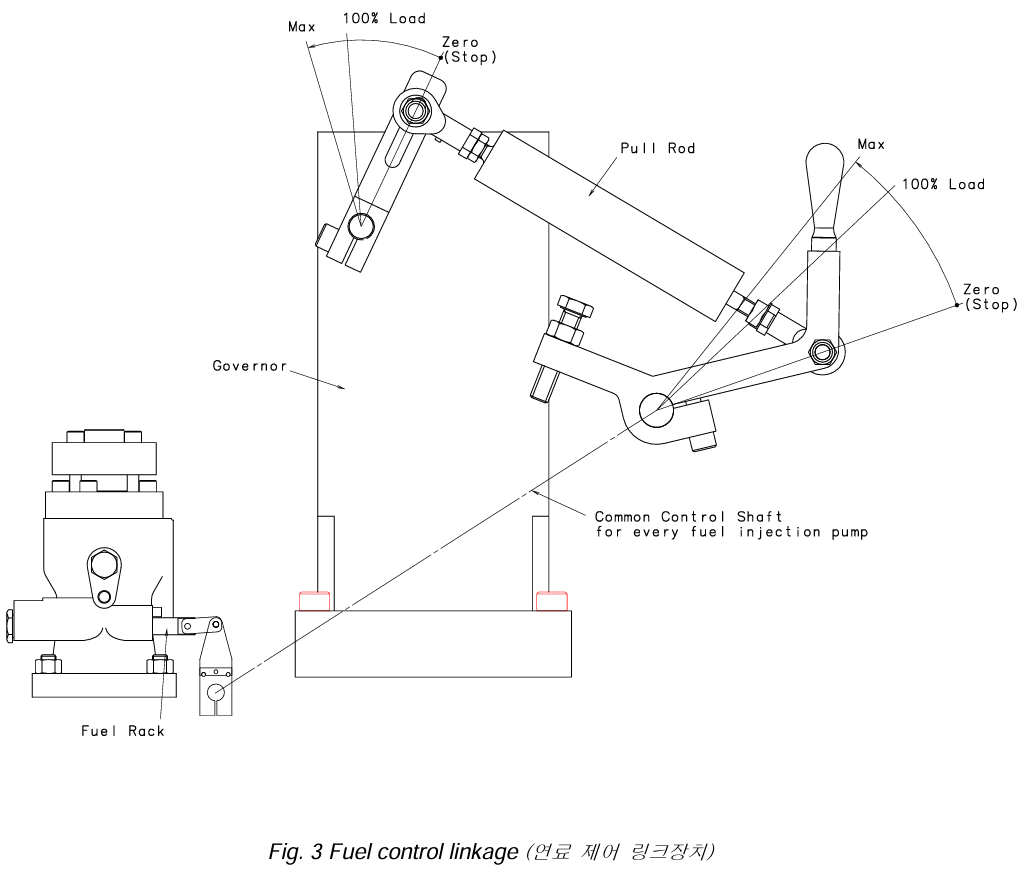 Max
100% Load
Zero
(Stop)
Pull Rod
Max
100% Load
Zero
(Stop)
Governor
Common Control Shaft
for every fuel injection pump
Fuel Rack
Fig. 3 Fuel control linkage (연료 제어 링크장치)